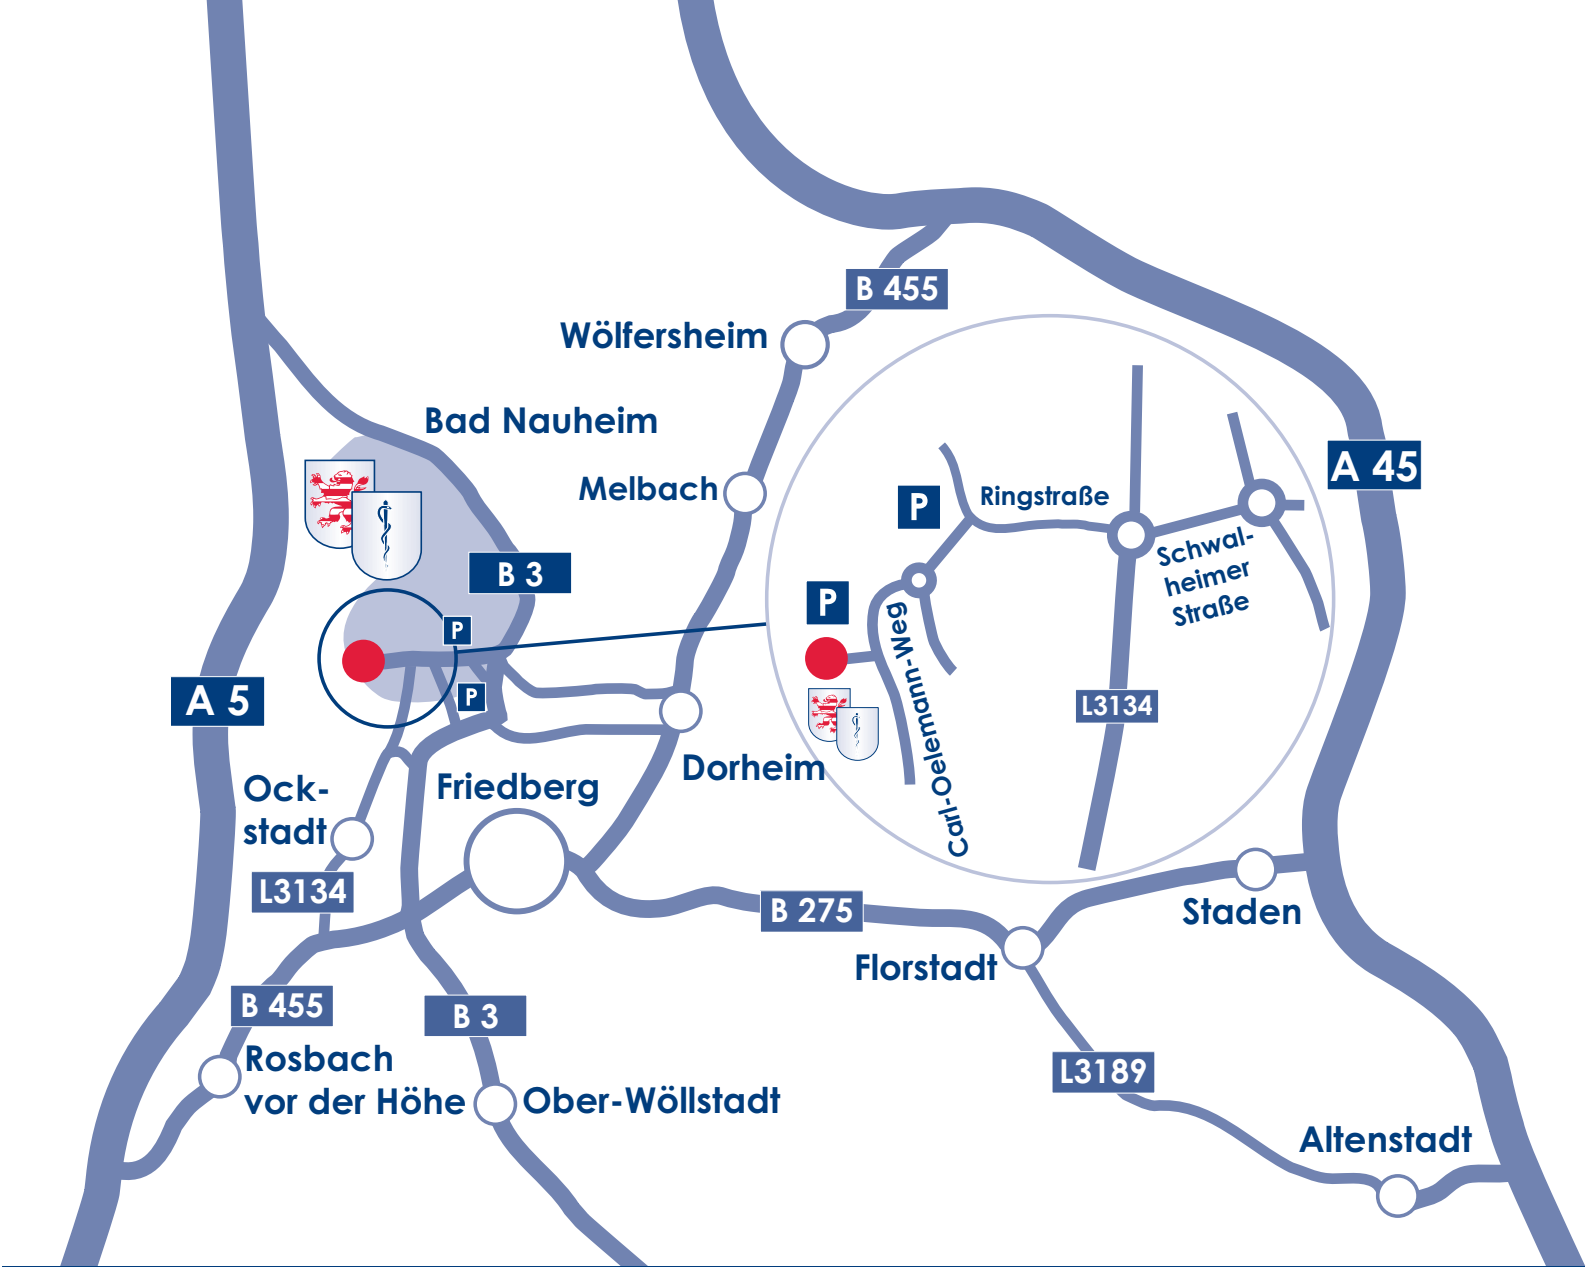 B 455
Wölfersheim
Bad Nauheim
A 45
Melbach
P
Ringstraße
Schwal-
heimer
Straße
B 3
P
P
Carl-Oelemann-Weg
P
A 5
L3134
Dorheim
Ock-
stadt
Friedberg
L3134
B 275
Staden
Florstadt
B 455
B 3
Rosbach
vor der Höhe
Ober-Wöllstadt
L3189
Altenstadt